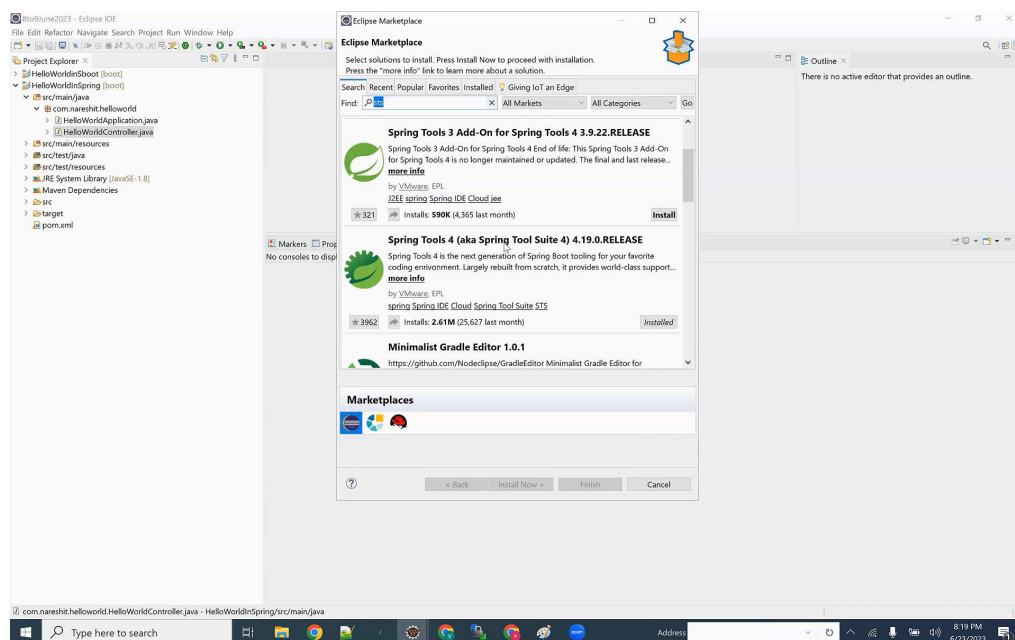 8to9June2023 - Eclipse IDE
File Edit Refactor Navigate Search Project Run Window Help
Project Explorer
HelloWorldinSboot [boot]
HelloWorldInSpring [boot]
src/main/java
com.nareshit.helloworld
HelloWorldApplication.java
HelloWorldController.java
src/main/resources
src/test/java
src/test/resources
JRE System Library [JavaSE-1.8]
Maven Dependencies
src
target
pom.xml
Markers Prop
No consoles to disp
Eclipse Marketplace
Eclipse Marketplace
Select solutions to install. Press Install Now to proceed with installation.
Press the "more info" link to learn more about a solution.
Search Recent Popular Favorites Installed Giving IoT an Edge
Find: sts All Markets All Categories Go
Spring Tools 3 Add-On for Spring Tools 4 3.9.22.RELEASE
Spring Tools 3 Add-On for Spring Tools 4 End of life: This Spring Tools 3 Add-On
for Spring Tools 4 is no longer maintained or updated. The final and last release...
more info
by VMware, EPL
J2EE spring Spring IDE Cloud jee
321 Installs: 590K (4,365 last month) Install
Spring Tools 4 (aka Spring Tool Suite 4) 4.19.0.RELEASE
Spring Tools 4 is the next generation of Spring Boot tooling for your favorite
coding enrivonment. Largely rebuilt from scratch, it provides world-class support...
more info
by VMware, EPL
spring Spring IDE Cloud Spring Tool Suite STS
3962 Installs: 2.61M (25,627 last month) Installed
Minimalist Gradle Editor 1.0.1
https://github.com/Nodeclipse/GradleEditor Minimalist Gradle Editor for
Marketplaces
< Back Install Now > Finish Cancel
Outline
There is no active editor that provides an outline.
com.nareshit.helloworld.HelloWorldController.java - HelloWorldInSpring/src/main/java
Type here to search
Address
8:19 PM
6/23/2023